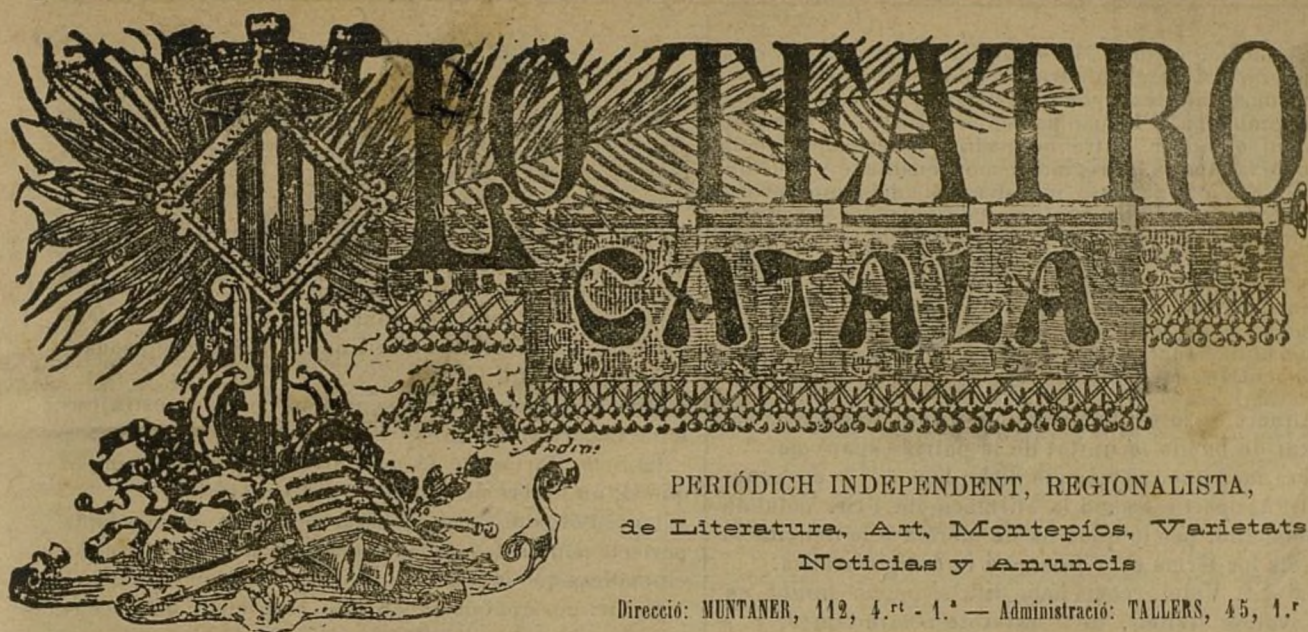 LO TEATRO
CATALÁ
PERIÓDICH INDEPENDENT, REGIONALISTA,
de Literatura, Art, Montepíos, Varietats
Noticias y Anuncis
Direcció: MUNTANER, 112, 4.rt - 1.ª — Administració: TALLERS, 45, 1.r